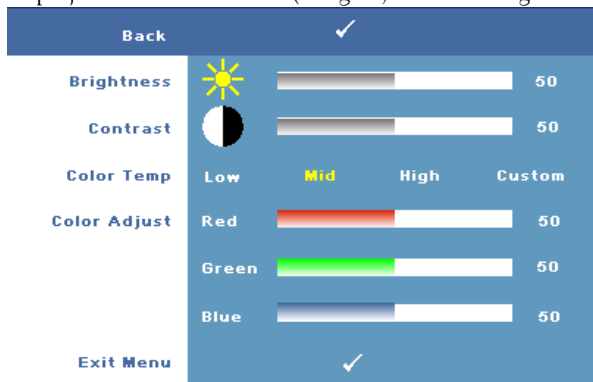 Back
Brightness 50
Contrast 50
Color Temp Low Mid High Custom
Color Adjust Red 50
Green 50
Blue 50
Exit Menu